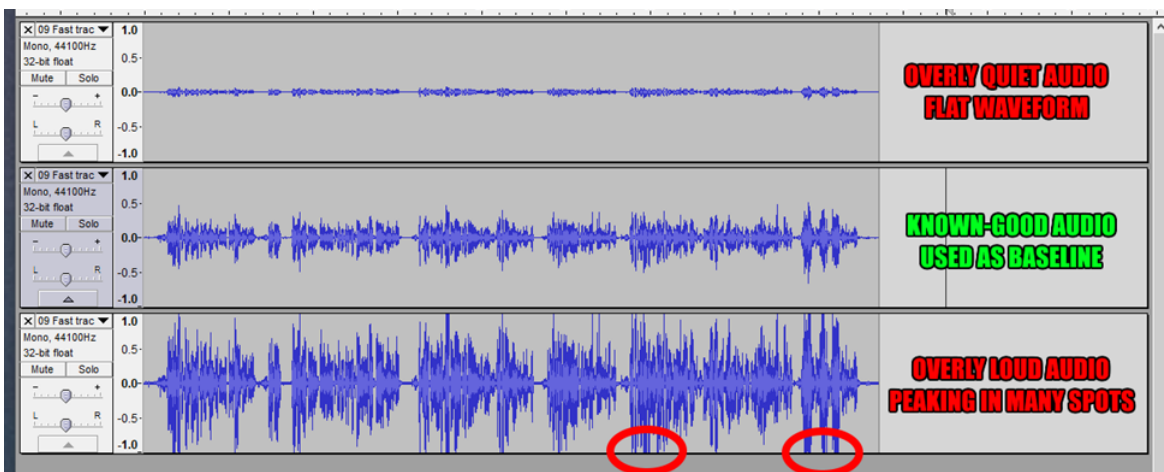 X 09 Fast trac ▼
Mono, 44100Hz
32-bit float
Mute Solo
- +
L R
1.0
0.5-
0.0-
-0.5-
-1.0
OVERLY QUIET AUDIO
FLAT WAVEFORM
X 09 Fast trac ▼
Mono, 44100Hz
32-bit float
Mute Solo
- +
L R
1.0
0.5-
0.0-
-0.5-
-1.0
KNOWN-GOOD AUDIO
USED AS BASELINE
X 09 Fast trac ▼
Mono, 44100Hz
32-bit float
Mute Solo
- +
L R
1.0
0.5-
0.0-
-0.5-
-1.0
OVERLY LOUD AUDIO
PEAKING IN MANY SPOTS